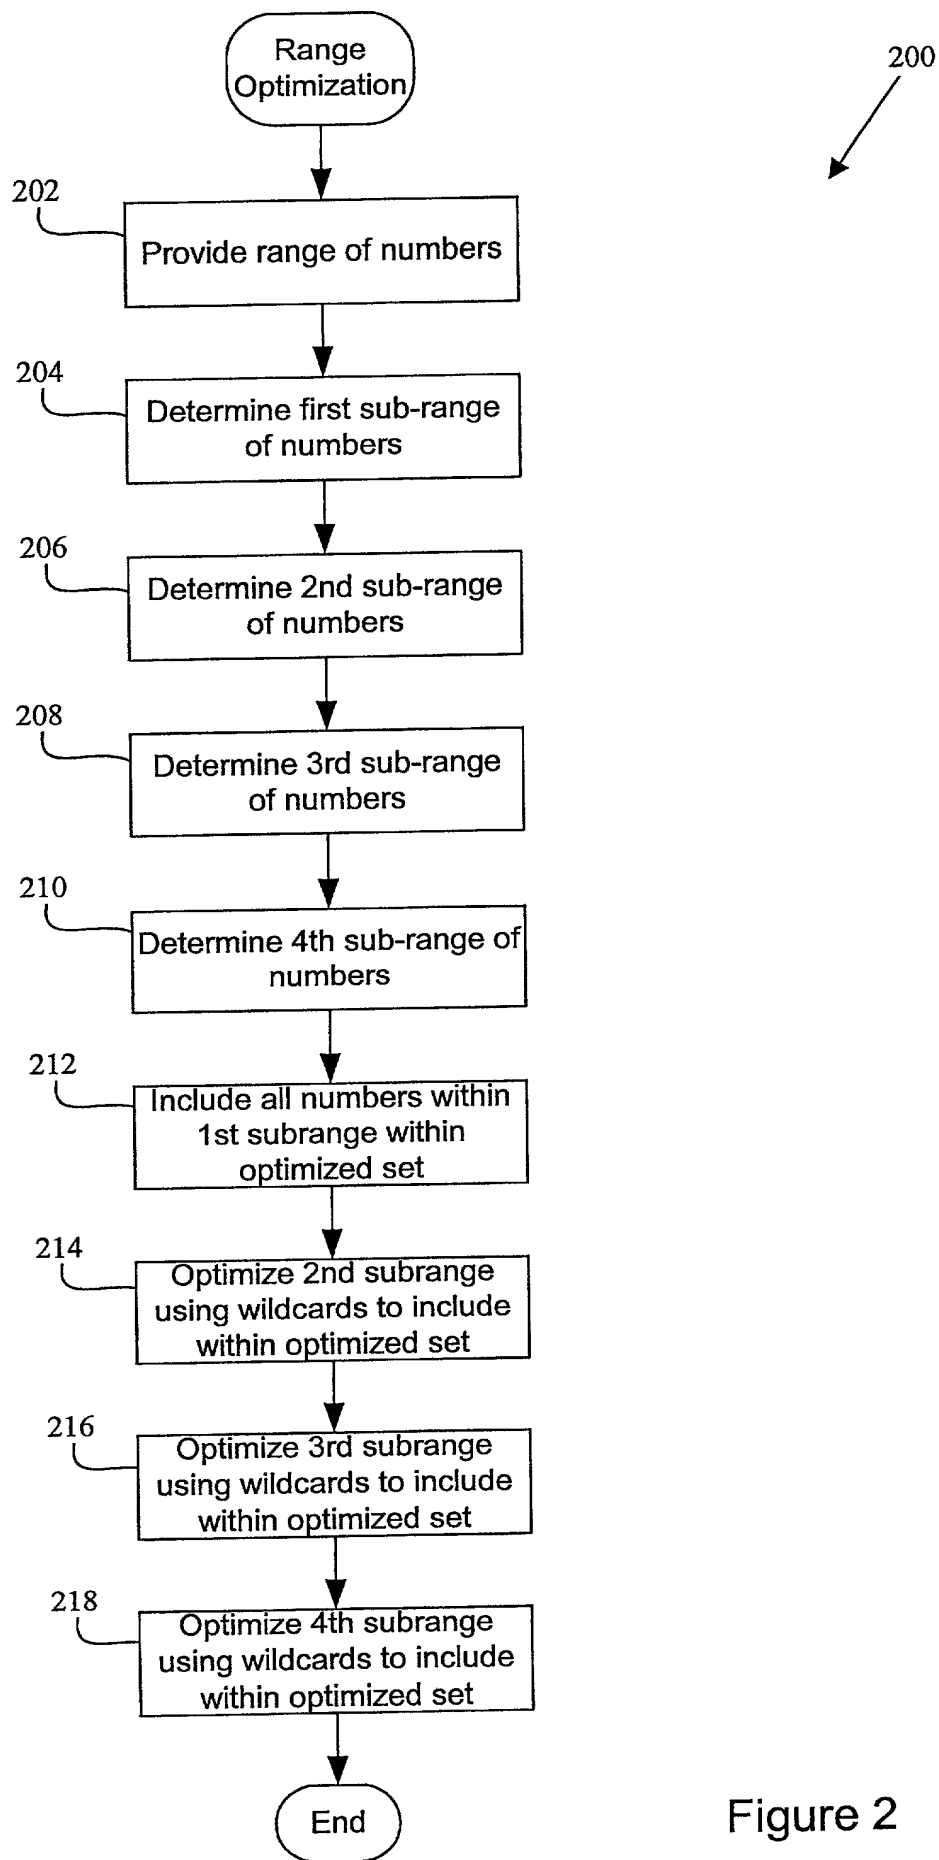 Range
Optimization
200
202
Provide range of numbers
204
Determine first sub-range
of numbers
206
Determine 2nd sub-range
of numbers
208
Determine 3rd sub-range
of numbers
210
Determine 4th sub-range of
numbers
212
Include all numbers within
1st subrange within
optimized set
214
Optimize 2nd subrange
using wildcards to include
within optimized set
216
Optimize 3rd subrange
using wildcards to include
within optimized set
218
Optimize 4th subrange
using wildcards to include
within optimized set
End
Figure 2